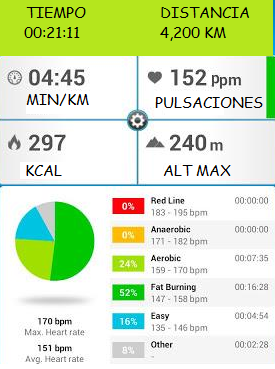 TIEMPO DISTANCIA
00:21:11 4,200 KM
04:45 152 Ppm
MIN/KM PULSACIONES
297 240 m
KCAL ALT MAX
0% Red Line 00:00:00
183 - 195 bpm
0% Anaerobic 00:00:00
171 - 182 bpm
24% Aerobic 00:07:35
159 - 170 bpm
52% Fat Burning 00:16:28
147 - 158 bpm
16% Easy 00:04:54
135 - 146 bpm
8% Other 00:02:28
-
170 bpm
Max. Heart rate
151 bpm
Avg. Heart rate